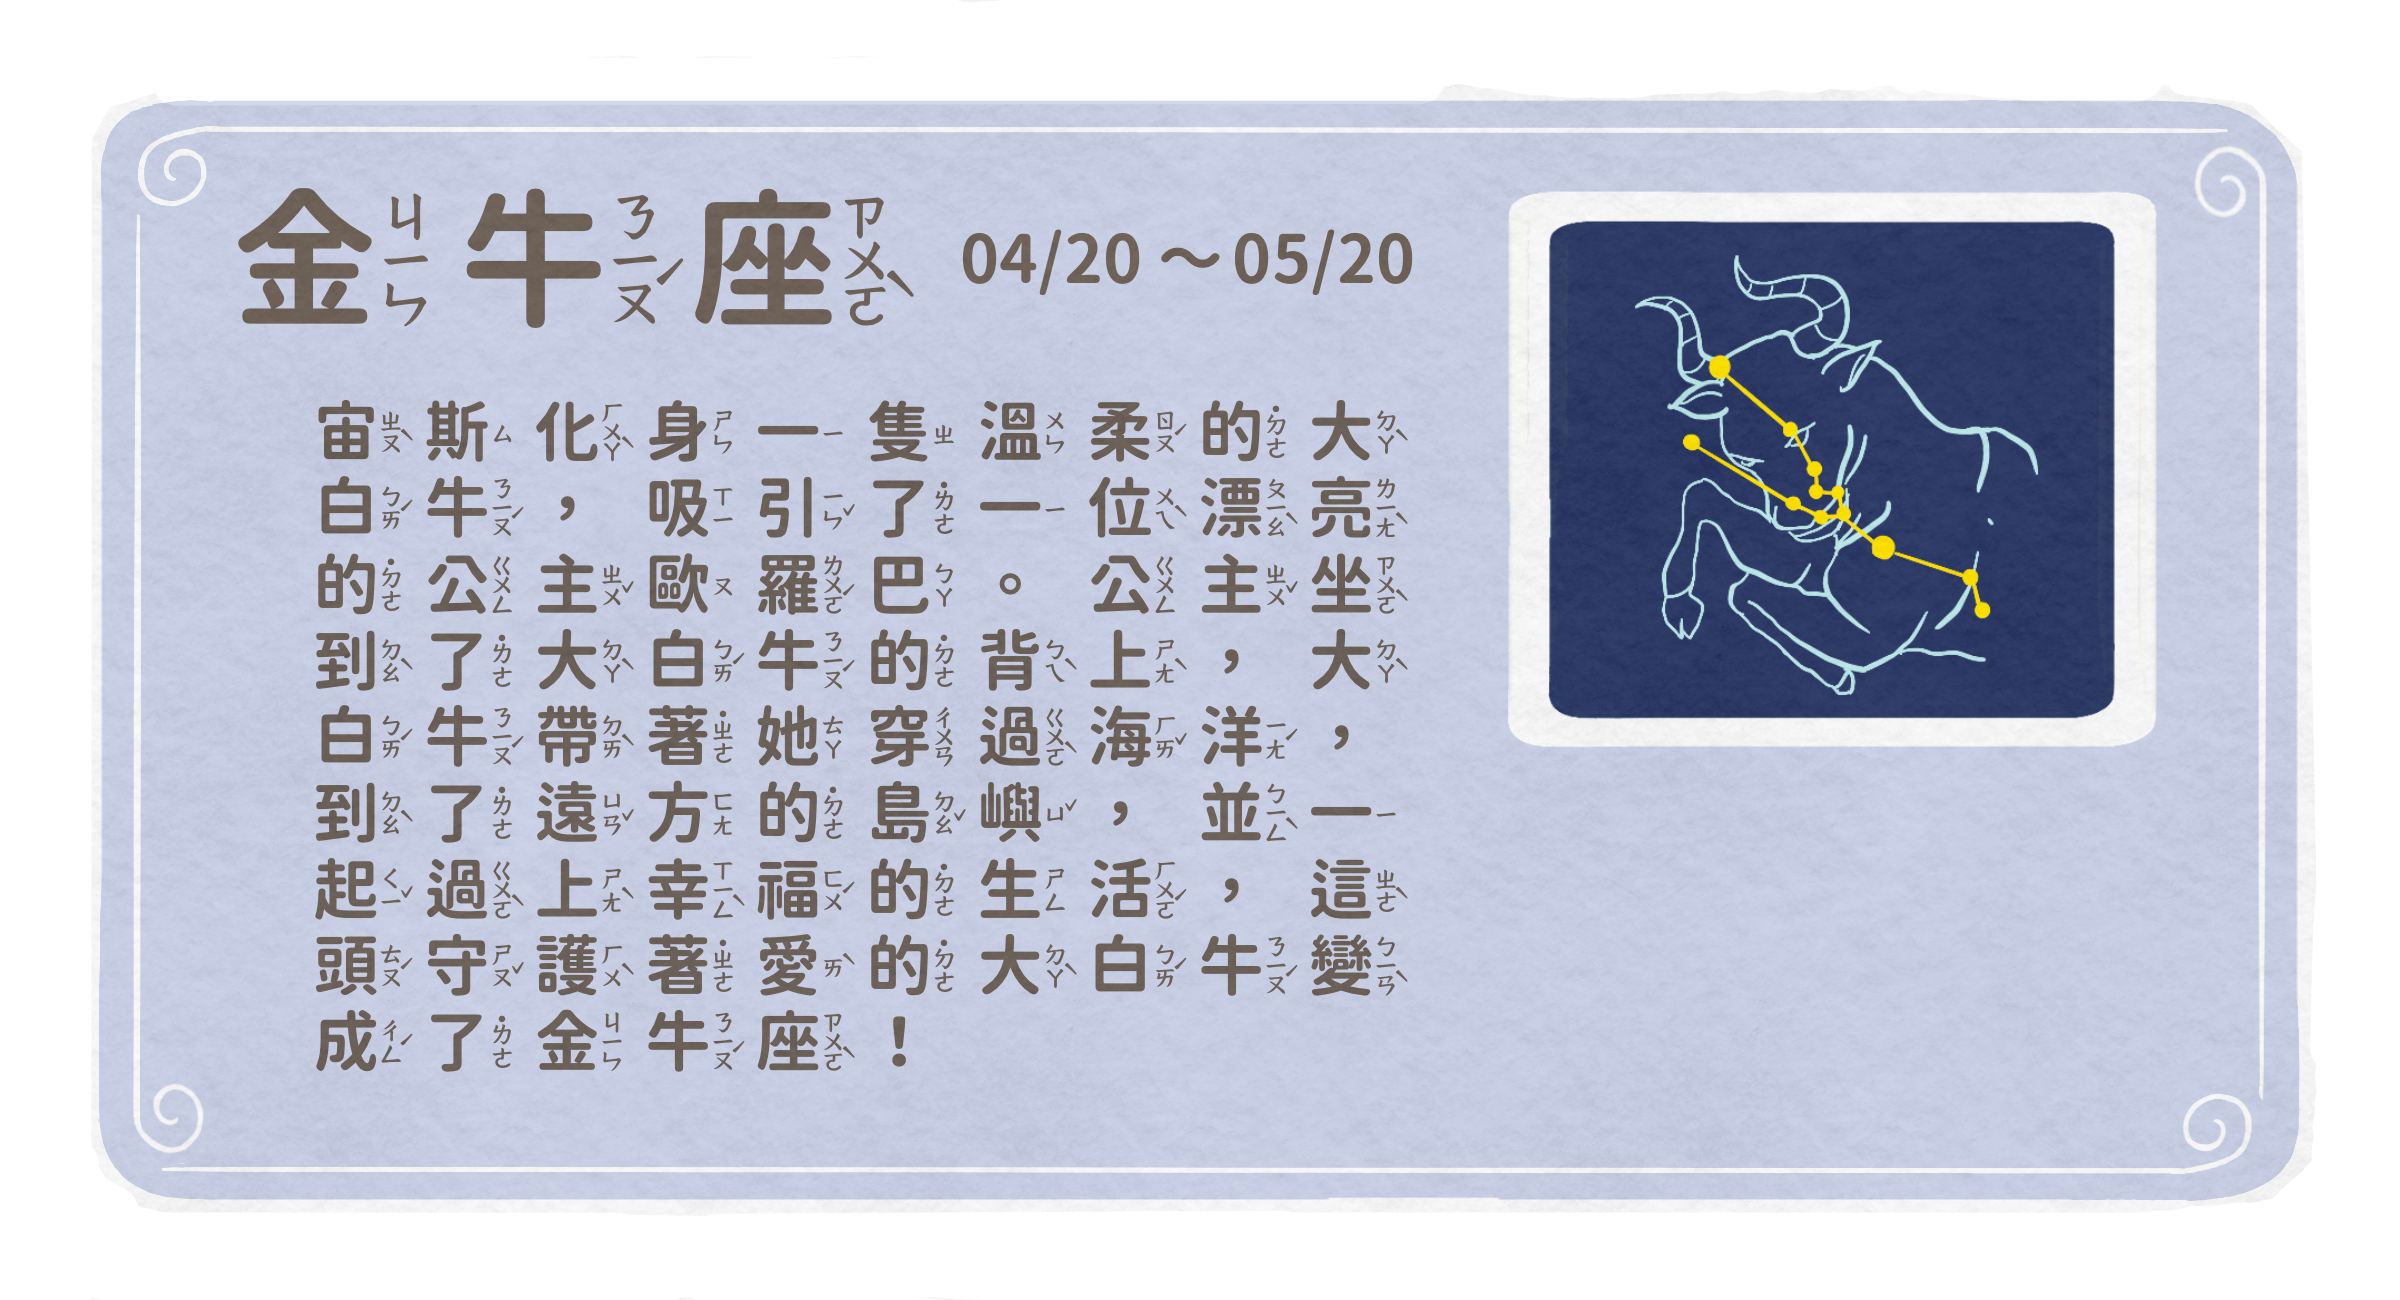 金牛座 04/20～05/20
宙斯化身一隻溫柔的大
白牛，吸引了一位漂亮
的公主歐羅巴。公主坐
到了大白牛的背上，大
白牛帶著她穿過海洋，
到了遠方的島嶼，並一
起過上幸福的生活，這
頭守護著愛的大白牛變
成了金牛座！